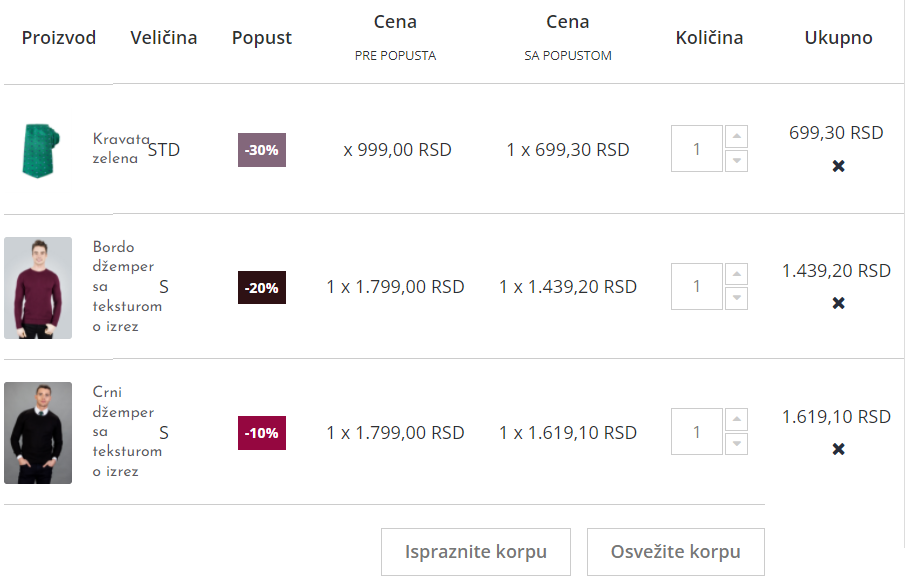 Proizvod Veličina Popust Cena PRE POPUSTA Cena SA POPUSTOM Količina Ukupno
Kravata zelena STD -30% x 999,00 RSD 1 x 699,30 RSD 1 699,30 RSD
Bordo
džemper
sa
teksturom
o izrez
S -20% 1 x 1.799,00 RSD 1 x 1.439,20 RSD 1 1.439,20 RSD
Crni
džemper
sa
teksturom
o izrez
S -10% 1 x 1.799,00 RSD 1 x 1.619,10 RSD 1 1.619,10 RSD
Ispraznite korpu Osvežite korpu